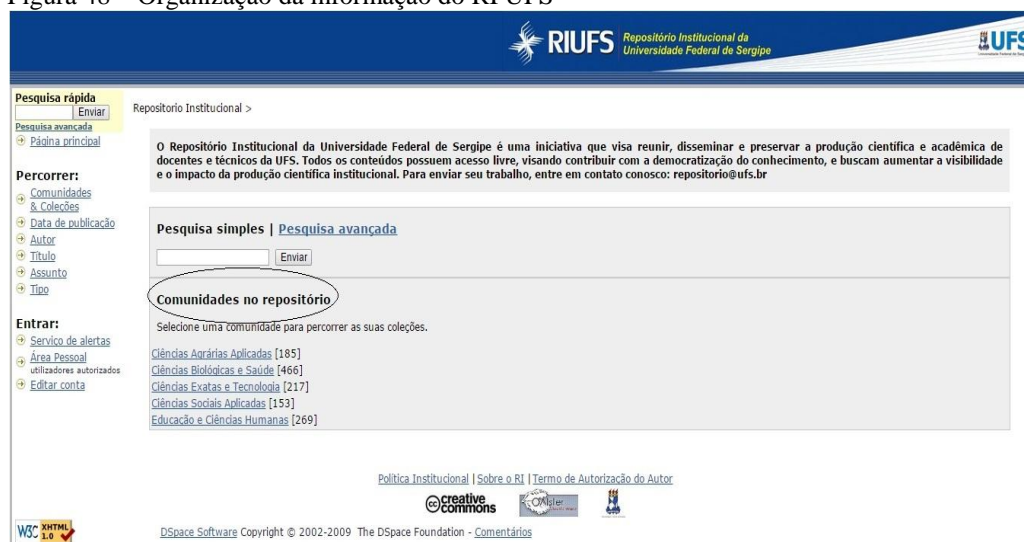 Figura 48 – Organização da informação do RI UFS
RIUFS Repositório Institucional da
Universidade Federal de Sergipe
UFS
Pesquisa rápida
Enviar
Pesquisa avançada
Página principal
Percorrer:
Comunidades
& Coleções
Data de publicação
Autor
Título
Assunto
Tipo
Entrar:
Serviço de alertas
Área Pessoal
utilizadores autorizados
Editar conta
Repositorio Institucional >
O Repositório Institucional da Universidade Federal de Sergipe é uma iniciativa que visa reunir, disseminar e preservar a produção científica e acadêmica de
docentes e técnicos da UFS. Todos os conteúdos possuem acesso livre, visando contribuir com a democratização do conhecimento, e buscam aumentar a visibilidade
e o impacto da produção científica institucional. Para enviar seu trabalho, entre em contato conosco: repositorio@ufs.br
Pesquisa simples | Pesquisa avançada
Enviar
Comunidades no repositório
Selecione uma comunidade para percorrer as suas coleções.
Ciências Agrárias Aplicadas [185]
Ciências Biológicas e Saúde [466]
Ciências Exatas e Tecnologia [217]
Ciências Sociais Aplicadas [153]
Educação e Ciências Humanas [269]
Política Institucional | Sobre o RI | Termo de Autorização do Autor
cc creative commons
W3C XHTML 1.0
DSpace Software Copyright © 2002-2009 The DSpace Foundation - Comentários